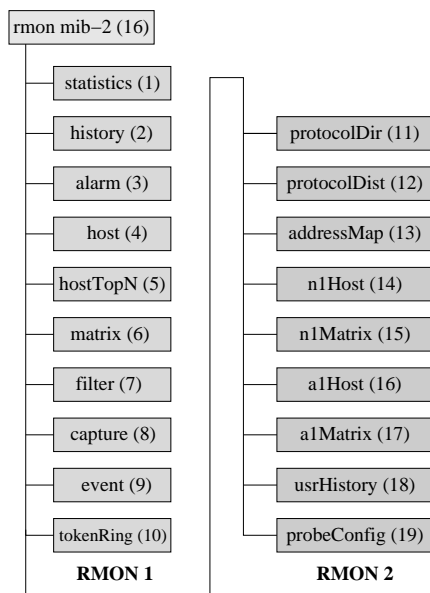 rmon mib−2 (16)
statistics (1)
history (2)
alarm (3)
host (4)
hostTopN (5)
matrix (6)
filter (7)
capture (8)
event (9)
tokenRing (10)
RMON 1
protocolDir (11)
protocolDist (12)
addressMap (13)
n1Host (14)
n1Matrix (15)
a1Host (16)
a1Matrix (17)
usrHistory (18)
probeConfig (19)
RMON 2